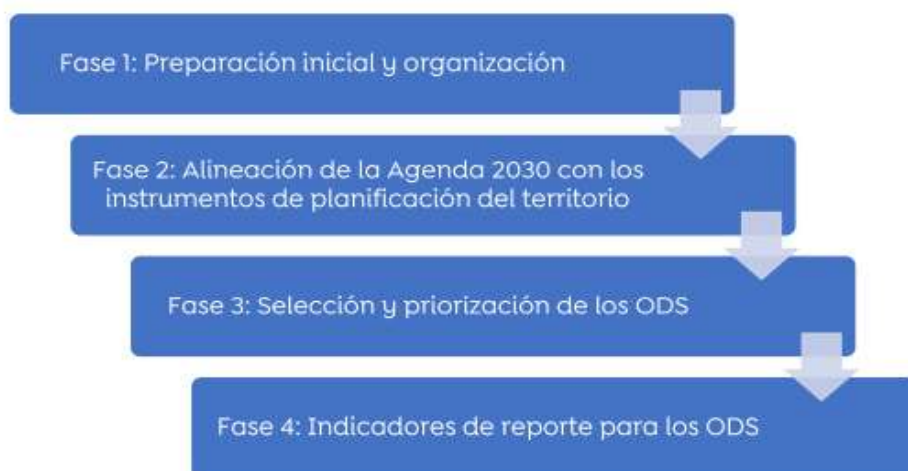 Fase 1: Preparación inicial y organización
Fase 2: Alineación de la Agenda 2030 con los
instrumentos de planificación del territorio
Fase 3: Selección y priorización de los ODS
Fase 4: Indicadores de reporte para los ODS